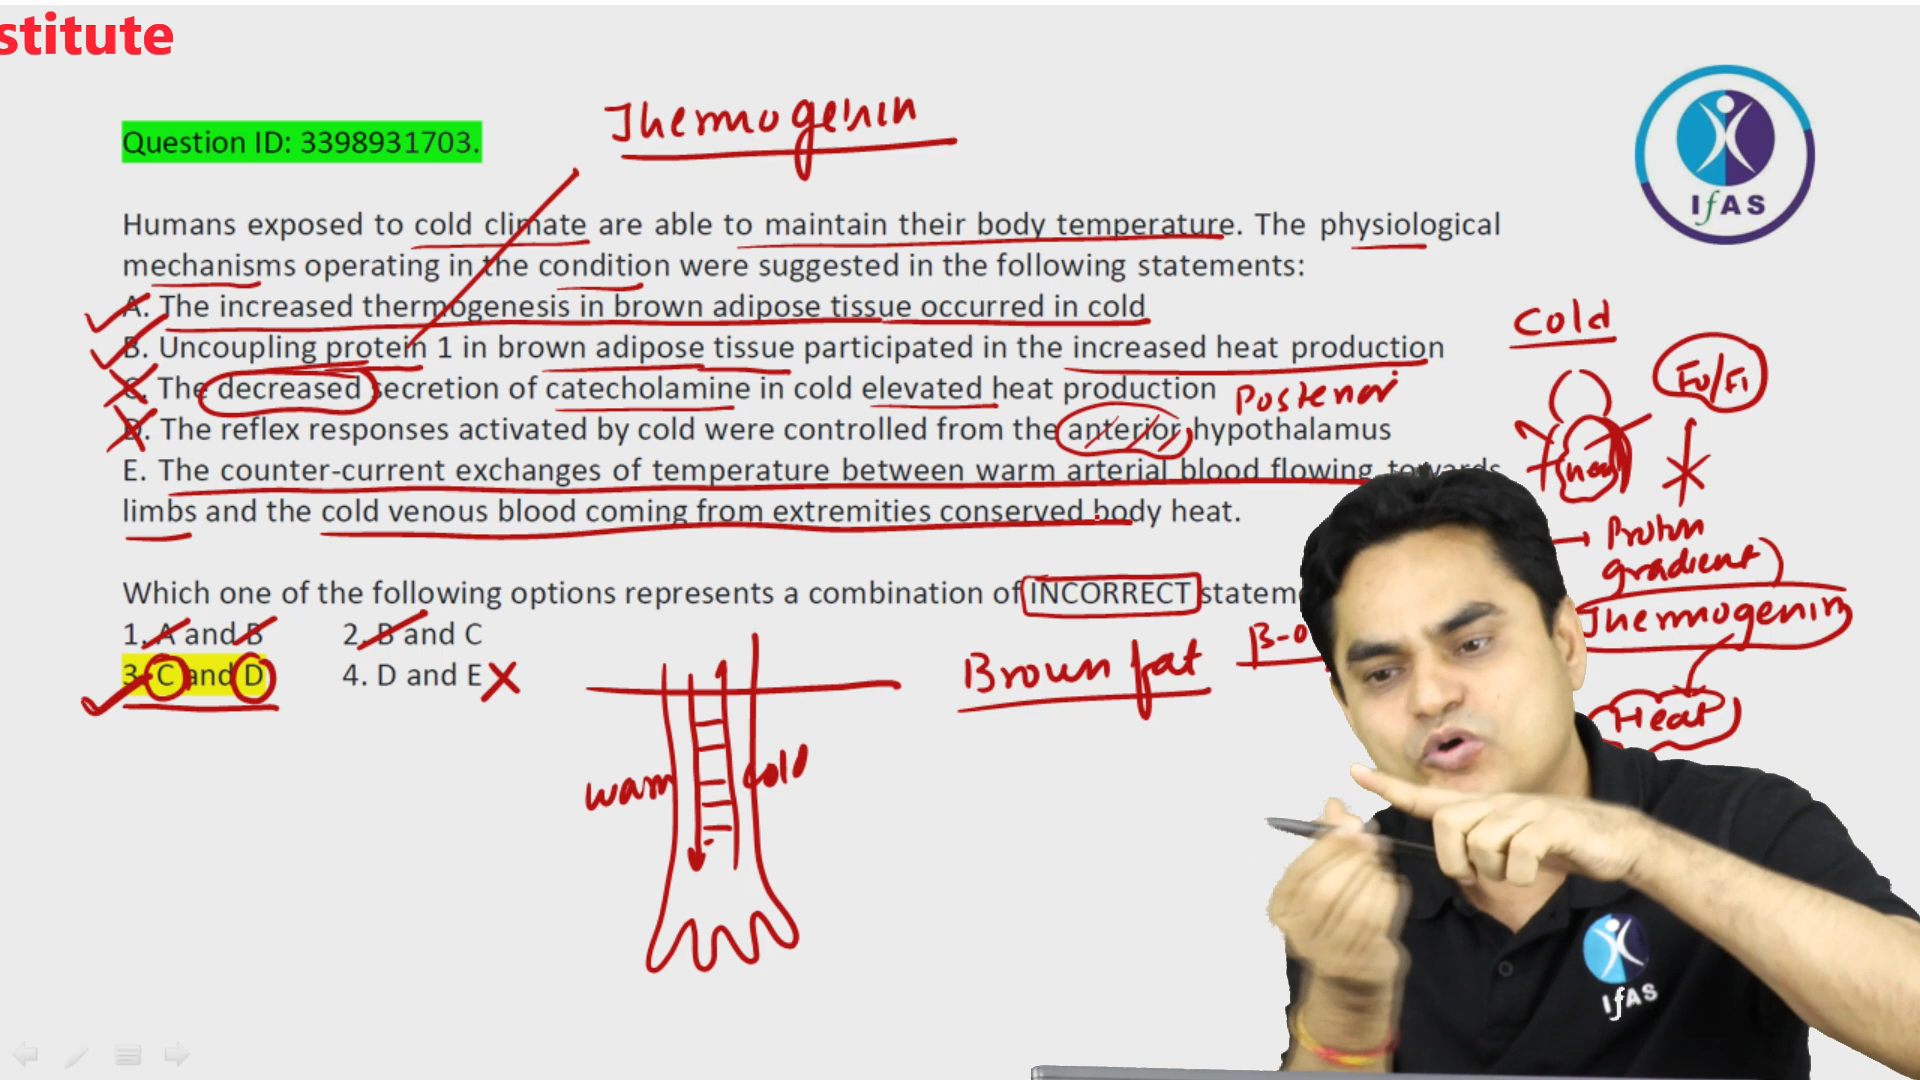 stitute
Thermogenin
Question ID: 3398931703.
IfAS
Humans exposed to cold climate are able to maintain their body temperature. The physiological
mechanisms operating in the condition were suggested in the following statements:
A. The increased thermogenesis in brown adipose tissue occurred in cold
B. Uncoupling protein 1 in brown adipose tissue participated in the increased heat production
C. The decreased secretion of catecholamine in cold elevated heat production
Posterior
D. The reflex responses activated by cold were controlled from the anterior hypothalamus
E. The counter-current exchanges of temperature between warm arterial blood flowing towards
limbs and the cold venous blood coming from extremities conserved body heat.
Cold
F0/F1
Heat
→ Proton
gradient
Thermogenin
Heat
Which one of the following options represents a combination of INCORRECT statem
1. A and B 2. B and C
3. C and D 4. D and E
Brown fat
β-o
warm
cold
IfAS